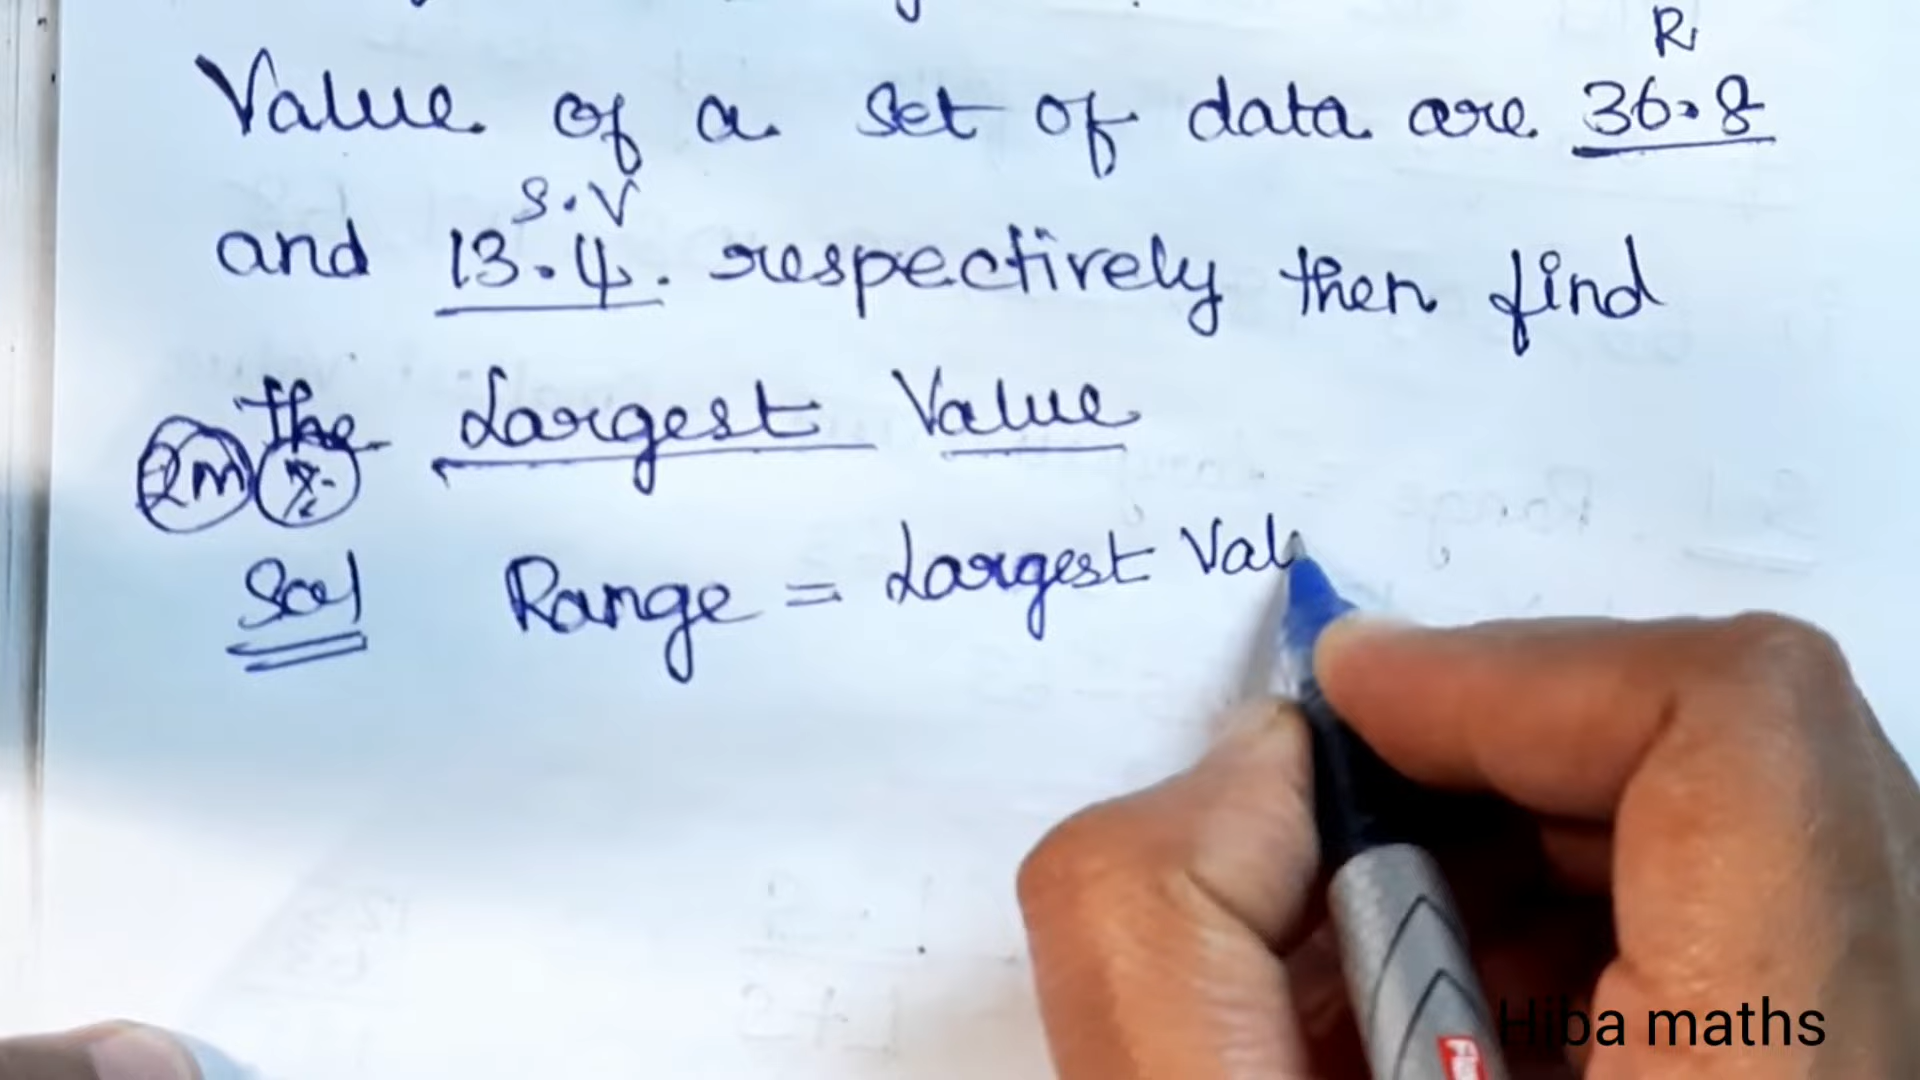 R
Value of a set of data are 36.8
S.V
and 13.4. respectively then find
the Largest Value
2m
Sol Range = Largest Val
Hiba maths